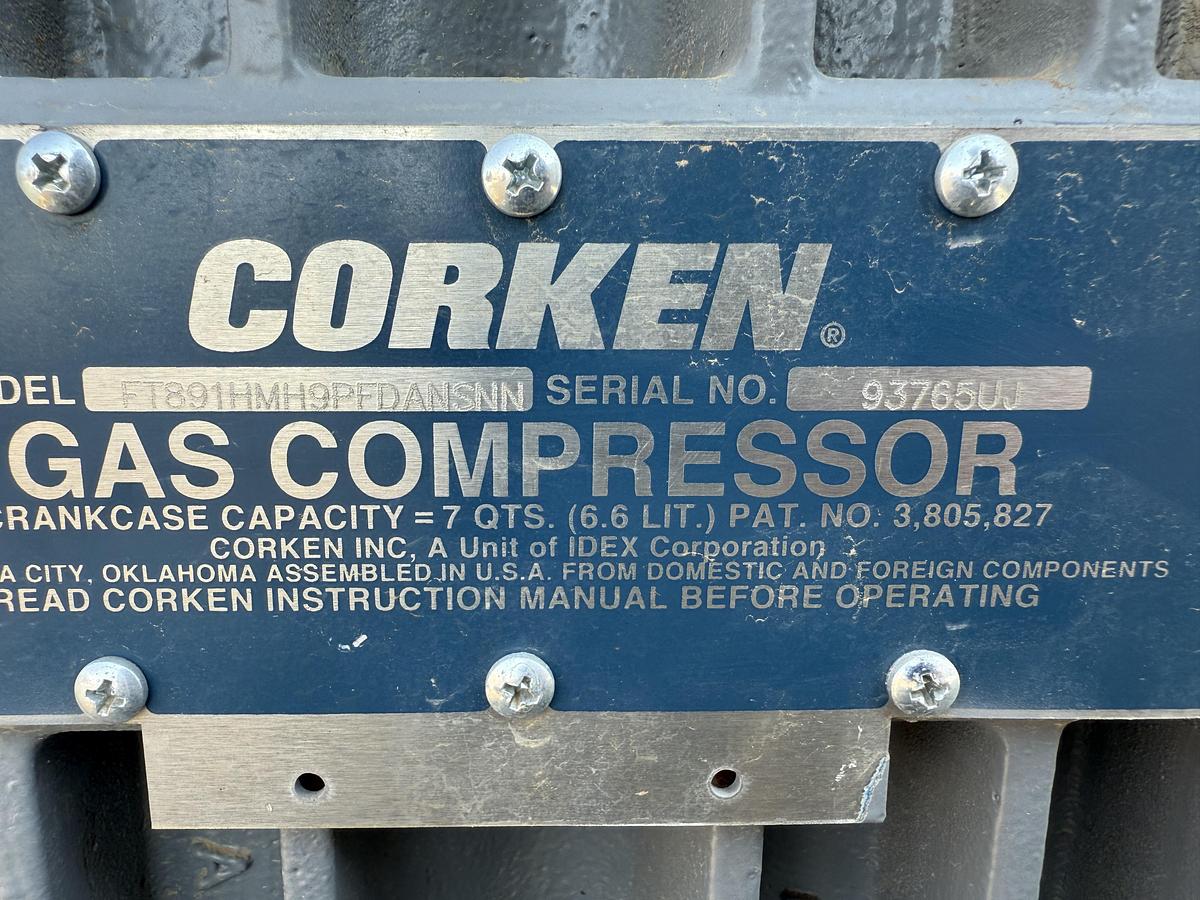 CORKEN®
DEL FT891HMH9PFDANSNN SERIAL NO. 93765UJ
GAS COMPRESSOR
CRANKCASE CAPACITY = 7 QTS. (6.6 LIT.) PAT. NO. 3,805,827
CORKEN INC, A Unit of IDEX Corporation
A CITY, OKLAHOMA ASSEMBLED IN U.S.A. FROM DOMESTIC AND FOREIGN COMPONENTS
READ CORKEN INSTRUCTION MANUAL BEFORE OPERATING